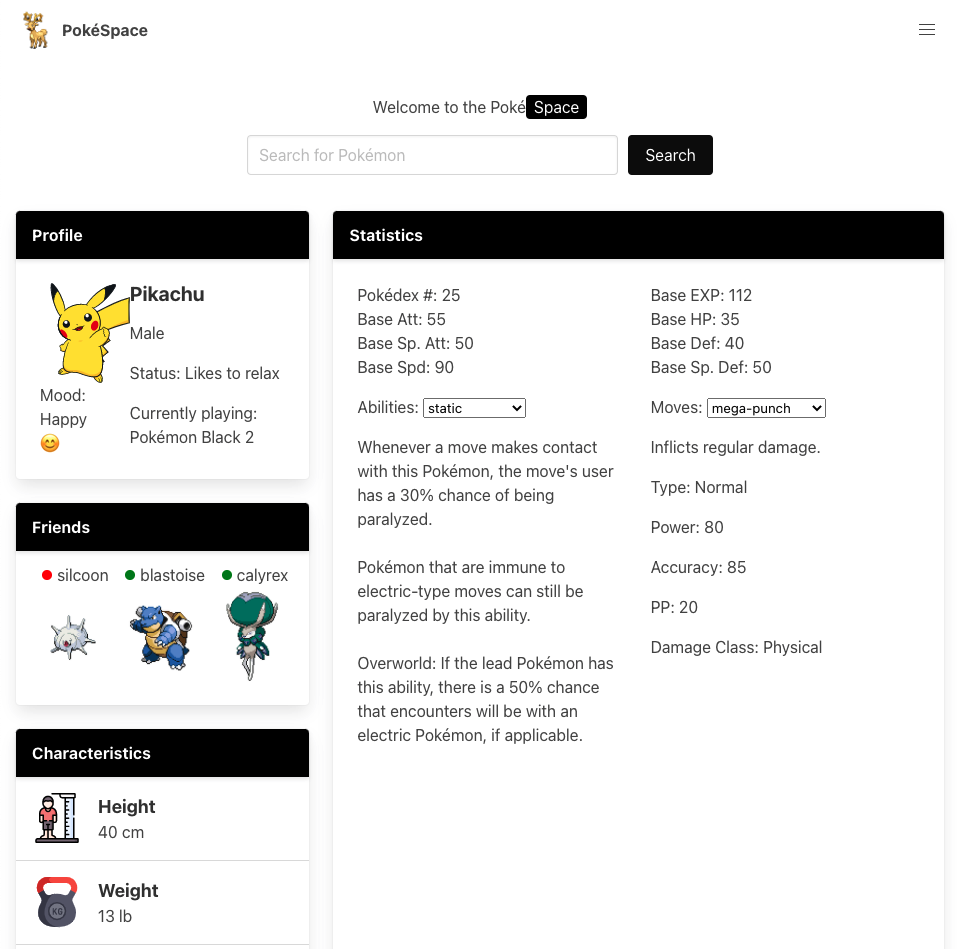 PokéSpace
Welcome to the PokéSpace
Search for Pokémon
Search
Profile
Pikachu
Male
Status: Likes to relax
Currently playing:
Pokémon Black 2
Mood:
Happy
😊
Friends
silcoon
blastoise
calyrex
Characteristics
Height
40 cm
KG
Weight
13 lb
Statistics
Pokédex #: 25
Base Att: 55
Base Sp. Att: 50
Base Spd: 90
Abilities: static
Whenever a move makes contact
with this Pokémon, the move's user
has a 30% chance of being
paralyzed.
Pokémon that are immune to
electric-type moves can still be
paralyzed by this ability.
Overworld: If the lead Pokémon has
this ability, there is a 50% chance
that encounters will be with an
electric Pokémon, if applicable.
Base EXP: 112
Base HP: 35
Base Def: 40
Base Sp. Def: 50
Moves: mega-punch
Inflicts regular damage.
Type: Normal
Power: 80
Accuracy: 85
PP: 20
Damage Class: Physical